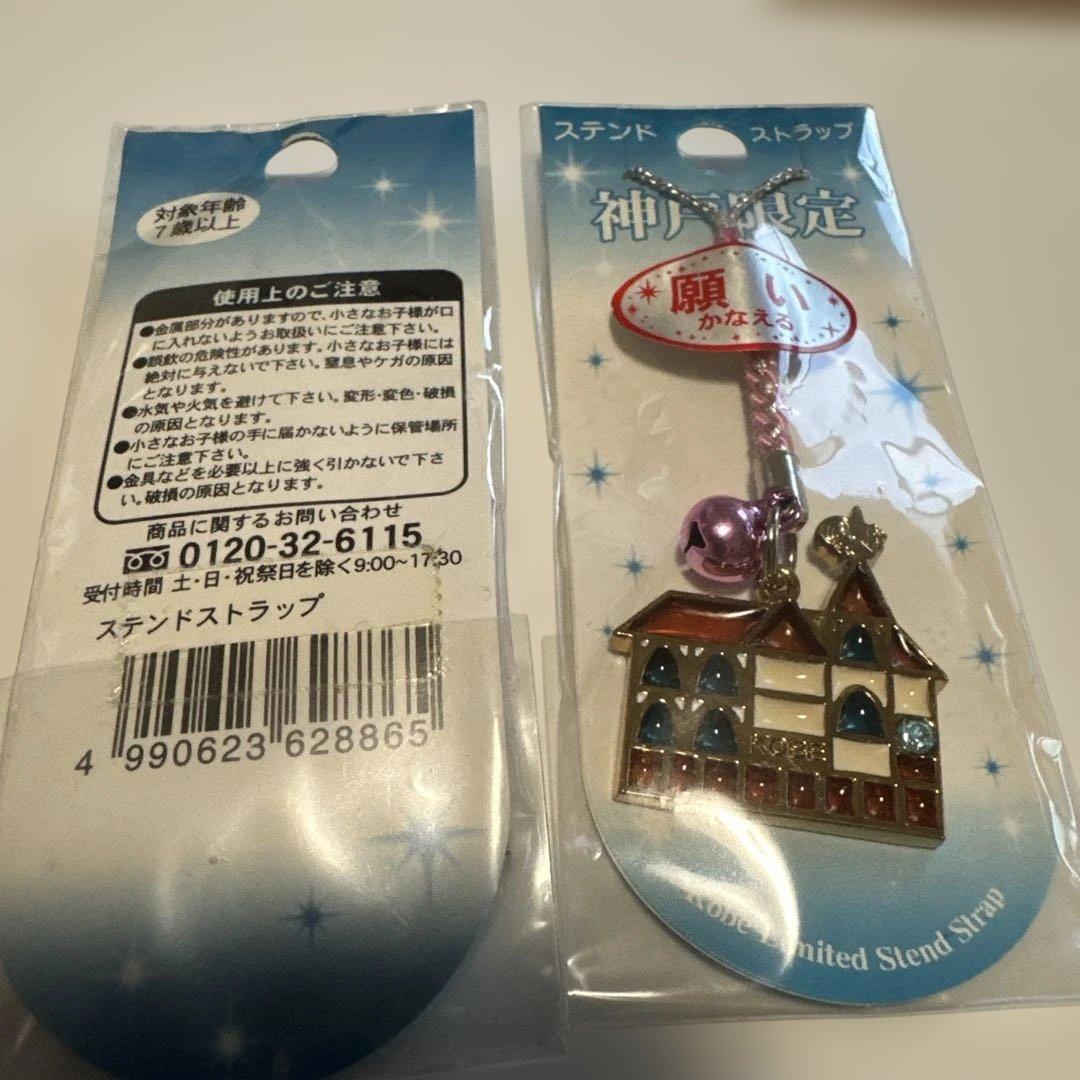 対象年齢
7歳以上
使用上のご注意
●金属部分がありますので、小さなお子様が口
に入れないようお取扱いにご注意下さい。
●誤飲の危険性があります。小さなお子様には
絶対に与えないで下さい。窒息やケガの原因
となります。
●水気や火気を避けて下さい。変形・変色・破損
の原因となります。
●小さなお子様の手に届かないように保管場所
にご注意下さい。
●金具などを必要以上に強く引かないで下さ
い。破損の原因となります。
商品に関するお問い合わせ
0120-32-6115
受付時間 土・日・祝祭日を除く9:00~17:30
ステンドストラップ
4 990623 628865
ステンド ストラップ
神戸限定
願い
かなえる
KOBE
Kobe Limited Stend Strap